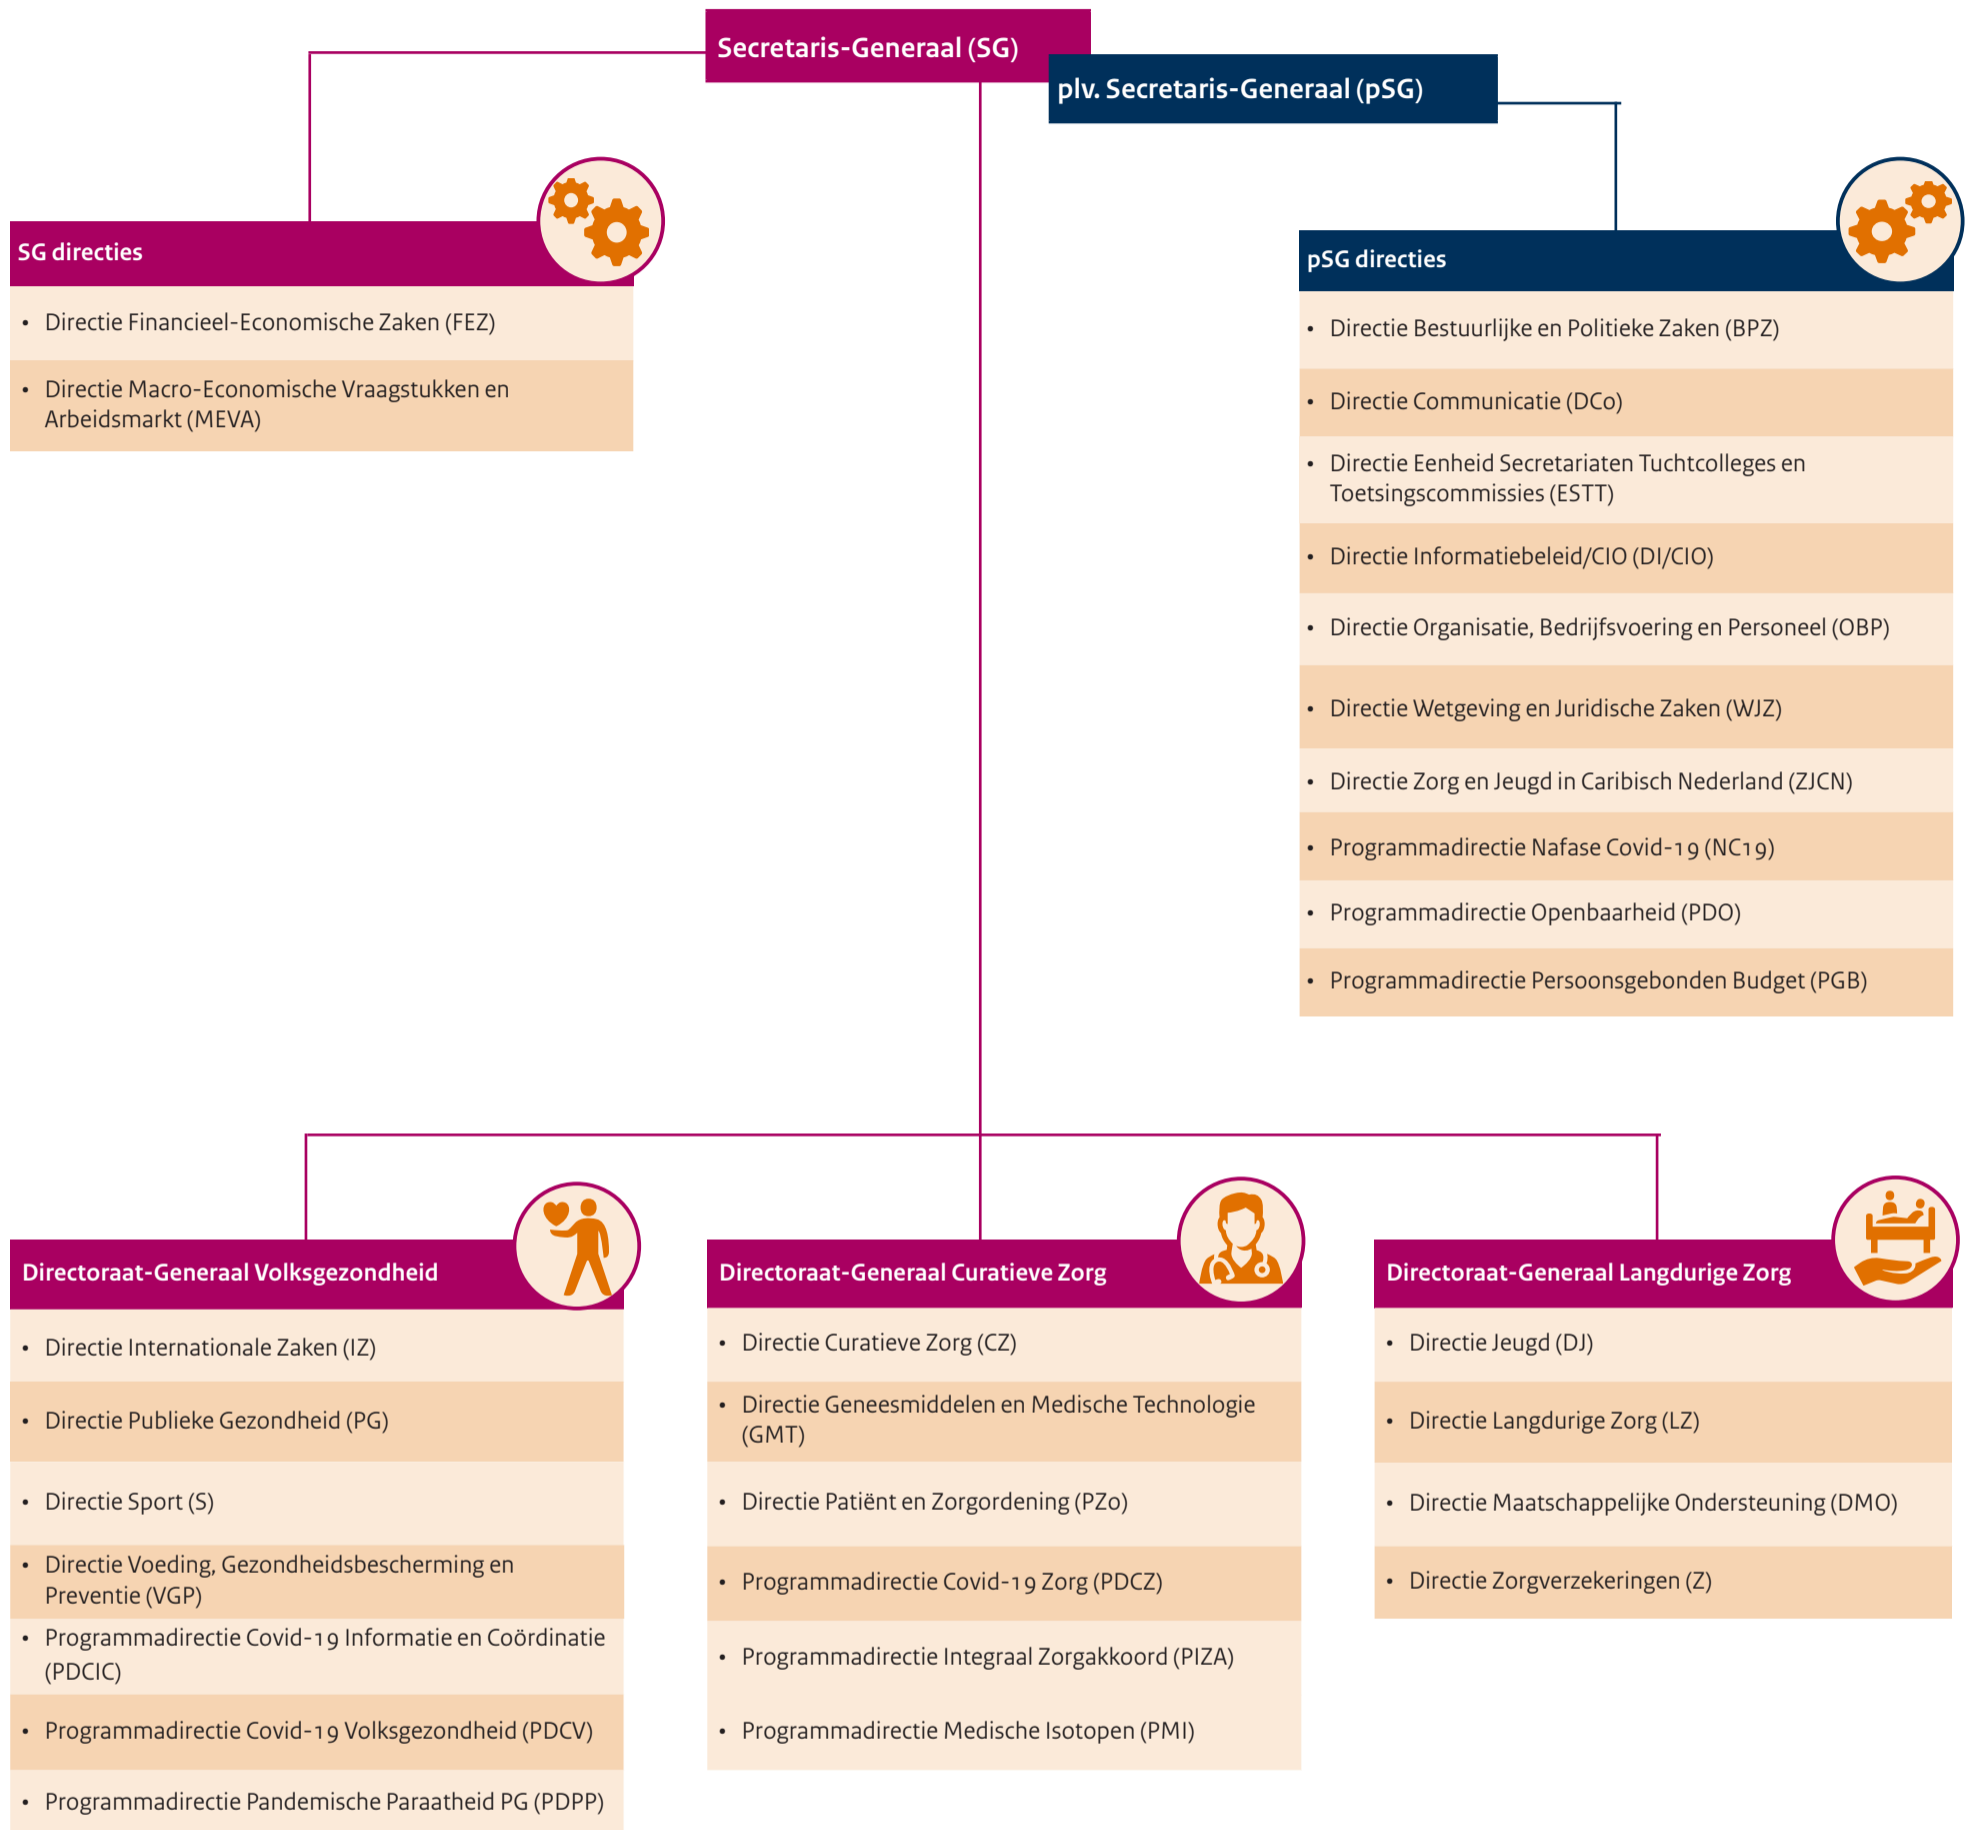 Secretaris-Generaal (SG)
plv. Secretaris-Generaal (pSG)
SG directies
• Directie Financieel-Economische Zaken (FEZ)
• Directie Macro-Economische Vraagstukken en
Arbeidsmarkt (MEVA)
pSG directies
• Directie Bestuurlijke en Politieke Zaken (BPZ)
• Directie Communicatie (DCo)
• Directie Eenheid Secretariaten Tuchtcolleges en
Toetsingscommissies (ESTT)
• Directie Informatiebeleid/CIO (DI/CIO)
• Directie Organisatie, Bedrijfsvoering en Personeel (OBP)
• Directie Wetgeving en Juridische Zaken (WJZ)
• Directie Zorg en Jeugd in Caribisch Nederland (ZJCN)
• Programmadirectie Nafase Covid-19 (NC19)
• Programmadirectie Openbaarheid (PDO)
• Programmadirectie Persoonsgebonden Budget (PGB)
Directoraat-Generaal Volksgezondheid
• Directie Internationale Zaken (IZ)
• Directie Publieke Gezondheid (PG)
• Directie Sport (S)
• Directie Voeding, Gezondheidsbescherming en
Preventie (VGP)
• Programmadirectie Covid-19 Informatie en Coördinatie
(PDCIC)
• Programmadirectie Covid-19 Volksgezondheid (PDCV)
• Programmadirectie Pandemische Paraatheid PG (PDPP)
Directoraat-Generaal Curatieve Zorg
• Directie Curatieve Zorg (CZ)
• Directie Geneesmiddelen en Medische Technologie
(GMT)
• Directie Patiënt en Zorgordening (PZo)
• Programmadirectie Covid-19 Zorg (PDCZ)
• Programmadirectie Integraal Zorgakkoord (PIZA)
• Programmadirectie Medische Isotopen (PMI)
Directoraat-Generaal Langdurige Zorg
• Directie Jeugd (DJ)
• Directie Langdurige Zorg (LZ)
• Directie Maatschappelijke Ondersteuning (DMO)
• Directie Zorgverzekeringen (Z)